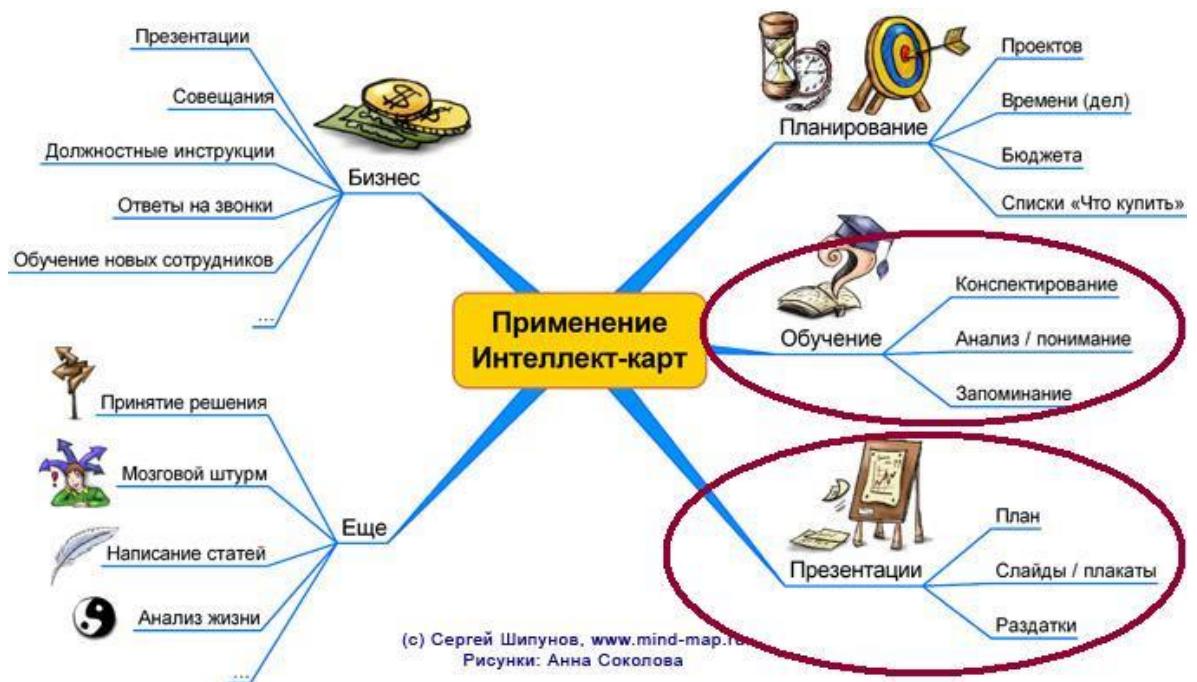 Применение
Интеллект-карт
Планирование
Проектов
Времени (дел)
Бюджета
Списки «Что купить»
Обучение
Конспектирование
Анализ / понимание
Запоминание
Презентации
План
Слайды / плакаты
Раздатки
Бизнес
Презентации
Совещания
Должностные инструкции
Ответы на звонки
Обучение новых сотрудников
...
Еще
Принятие решения
Мозговой штурм
Написание статей
Анализ жизни
...
(с) Сергей Шипунов, www.mind-map.r
Рисунки: Анна Соколова